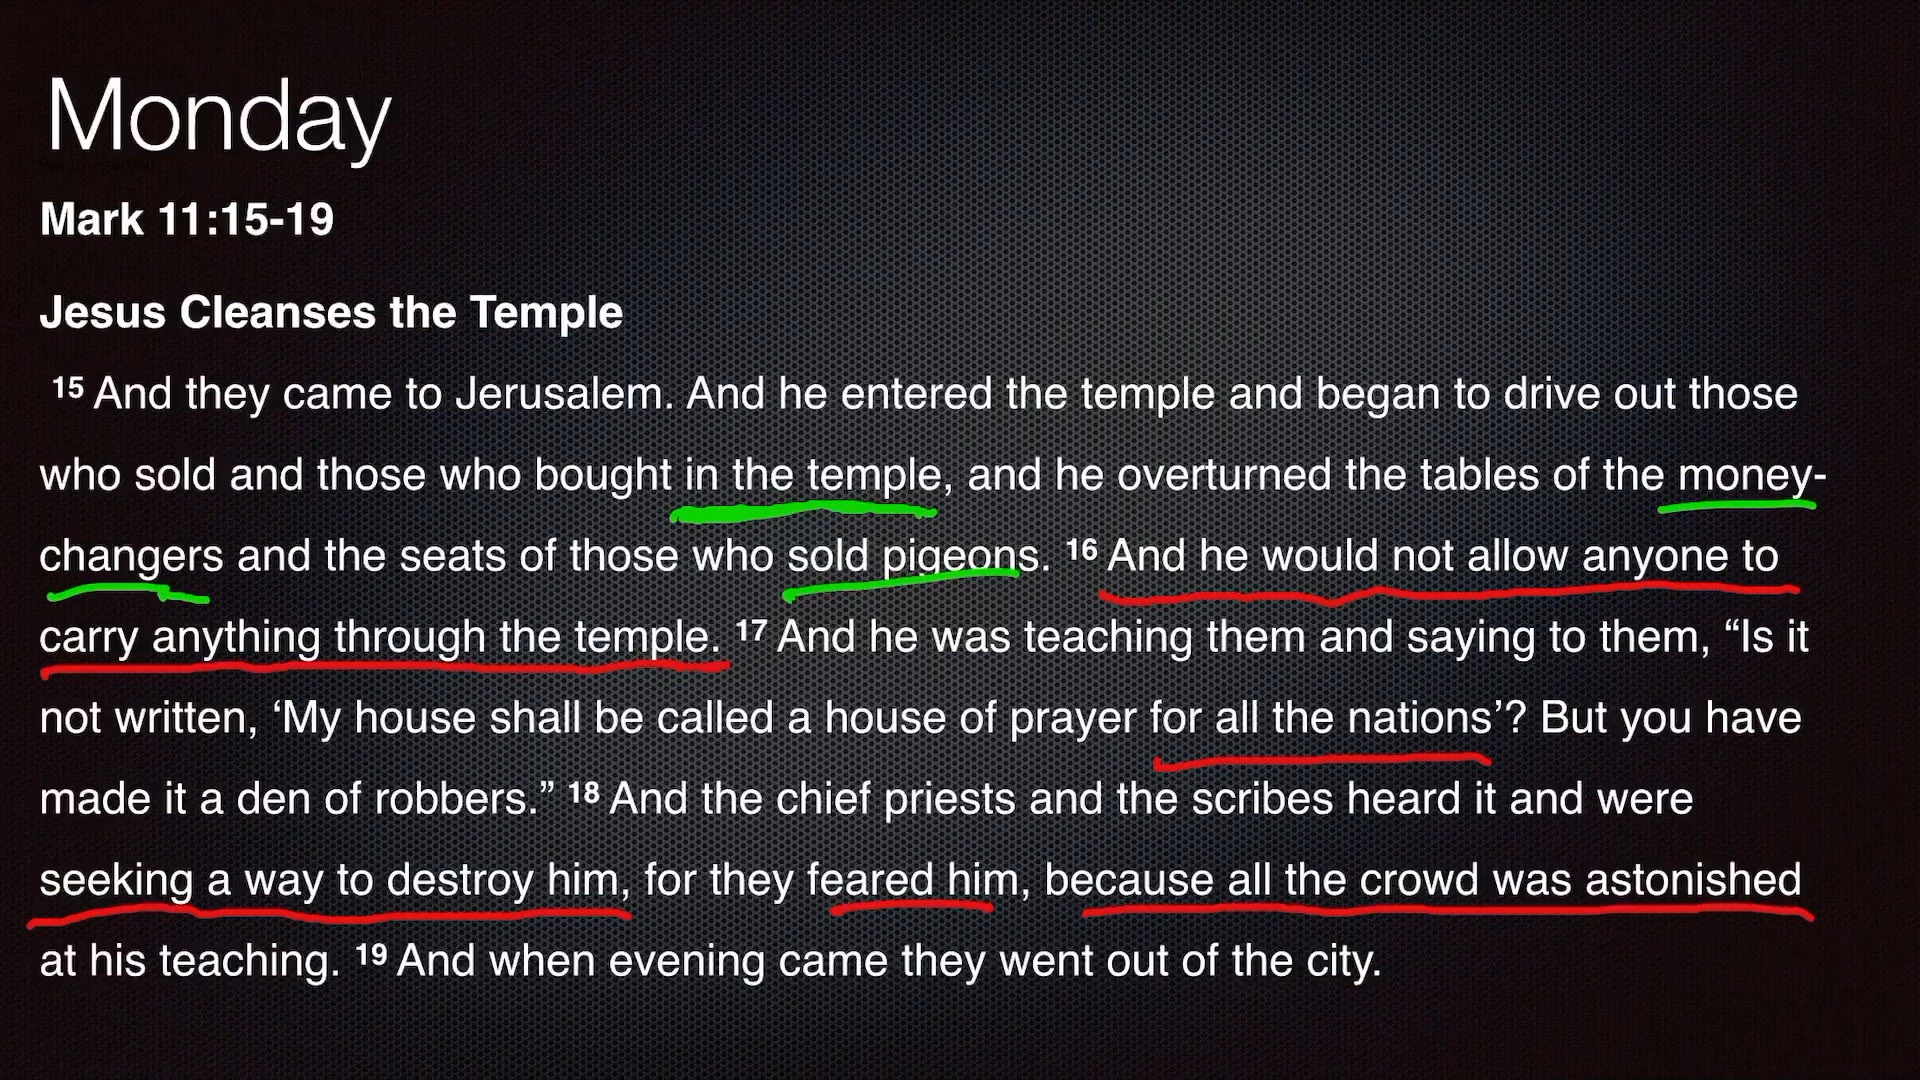 Monday
Mark 11:15-19
Jesus Cleanses the Temple
15 And they came to Jerusalem. And he entered the temple and began to drive out those
who sold and those who bought in the temple, and he overturned the tables of the money-
changers and the seats of those who sold pigeons. 16 And he would not allow anyone to
carry anything through the temple. 17 And he was teaching them and saying to them, “Is it
not written, ‘My house shall be called a house of prayer for all the nations’? But you have
made it a den of robbers.” 18 And the chief priests and the scribes heard it and were
seeking a way to destroy him, for they feared him, because all the crowd was astonished
at his teaching. 19 And when evening came they went out of the city.